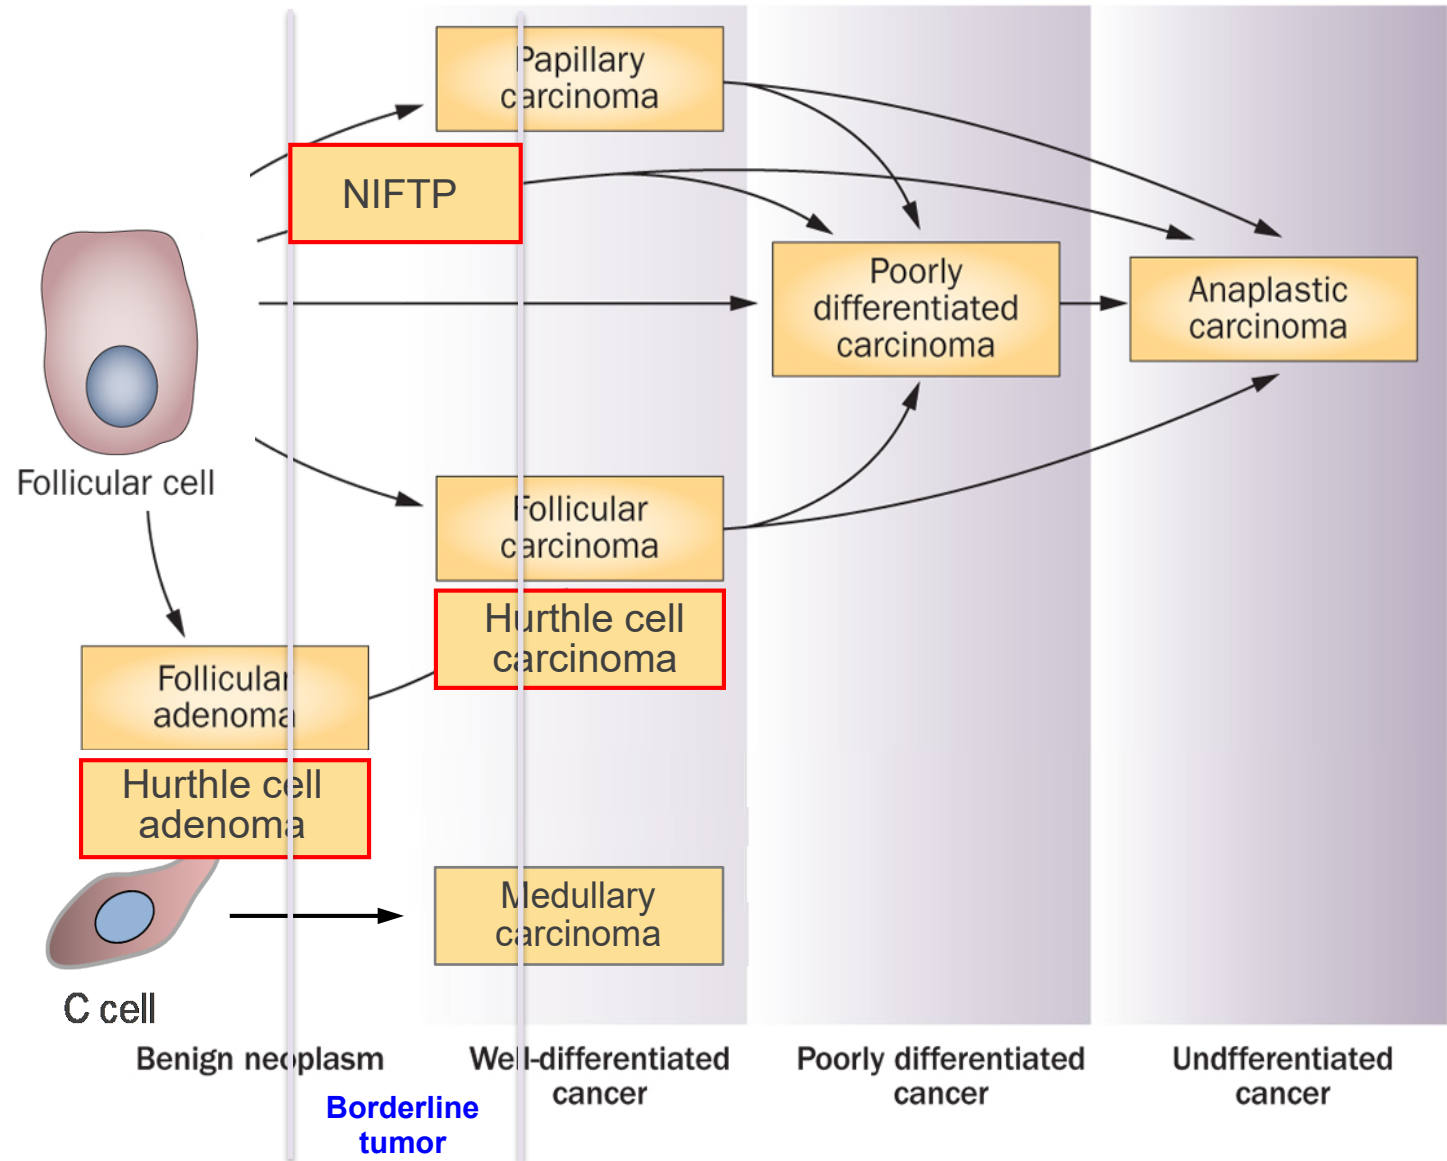 Papillary
carcinoma
NIFTP
Poorly
differentiated
carcinoma
Anaplastic
carcinoma
Follicular cell
Follicular
carcinoma
Hurthle cell
carcinoma
Follicular
adenoma
Hurthle cell
adenoma
Medullary
carcinoma
C cell
Benign neoplasm
Well-differentiated
cancer
Poorly differentiated
cancer
Undfferentiated
cancer
Borderline
tumor